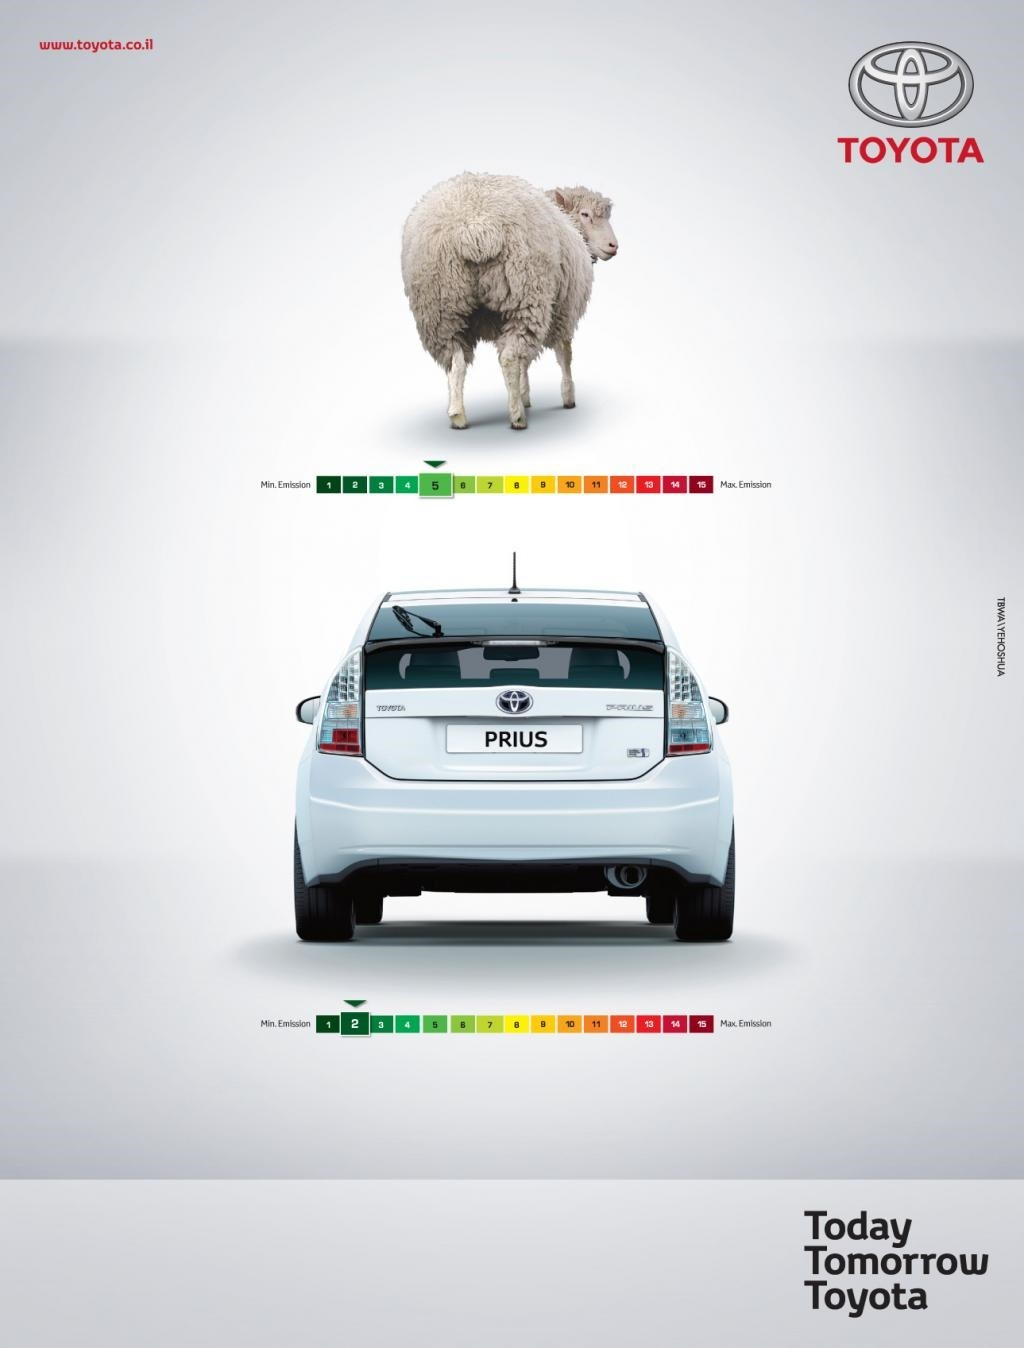 www.toyota.co.il
TOYOTA
Min. Emission 1 2 3 4 5 6 7 8 9 10 11 12 13 14 15 Max. Emission
TOYOTA PRIUS
PRIUS
Min. Emission 1 2 3 4 5 6 7 8 9 10 11 12 13 14 15 Max. Emission
TBWA\YEHOSHUA
Today
Tomorrow
Toyota